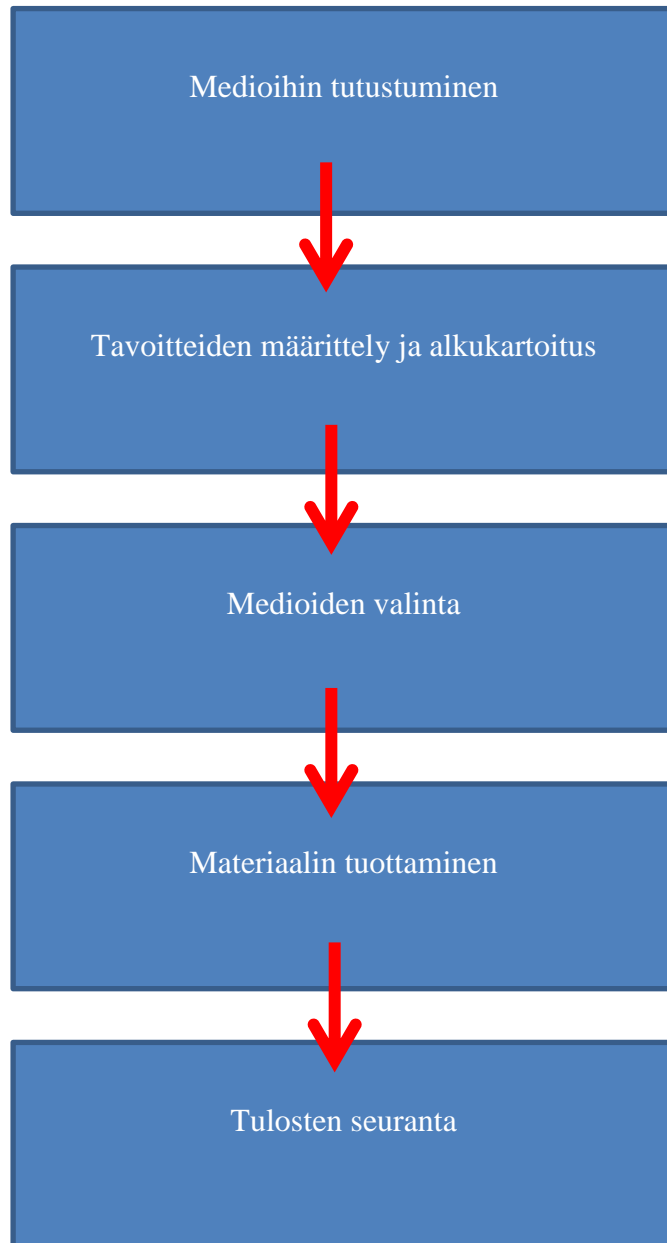 Medioihin tutustuminen
Tavoitteiden määrittely ja alkukartoitus
Medioiden valinta
Materiaalin tuottaminen
Tulosten seuranta